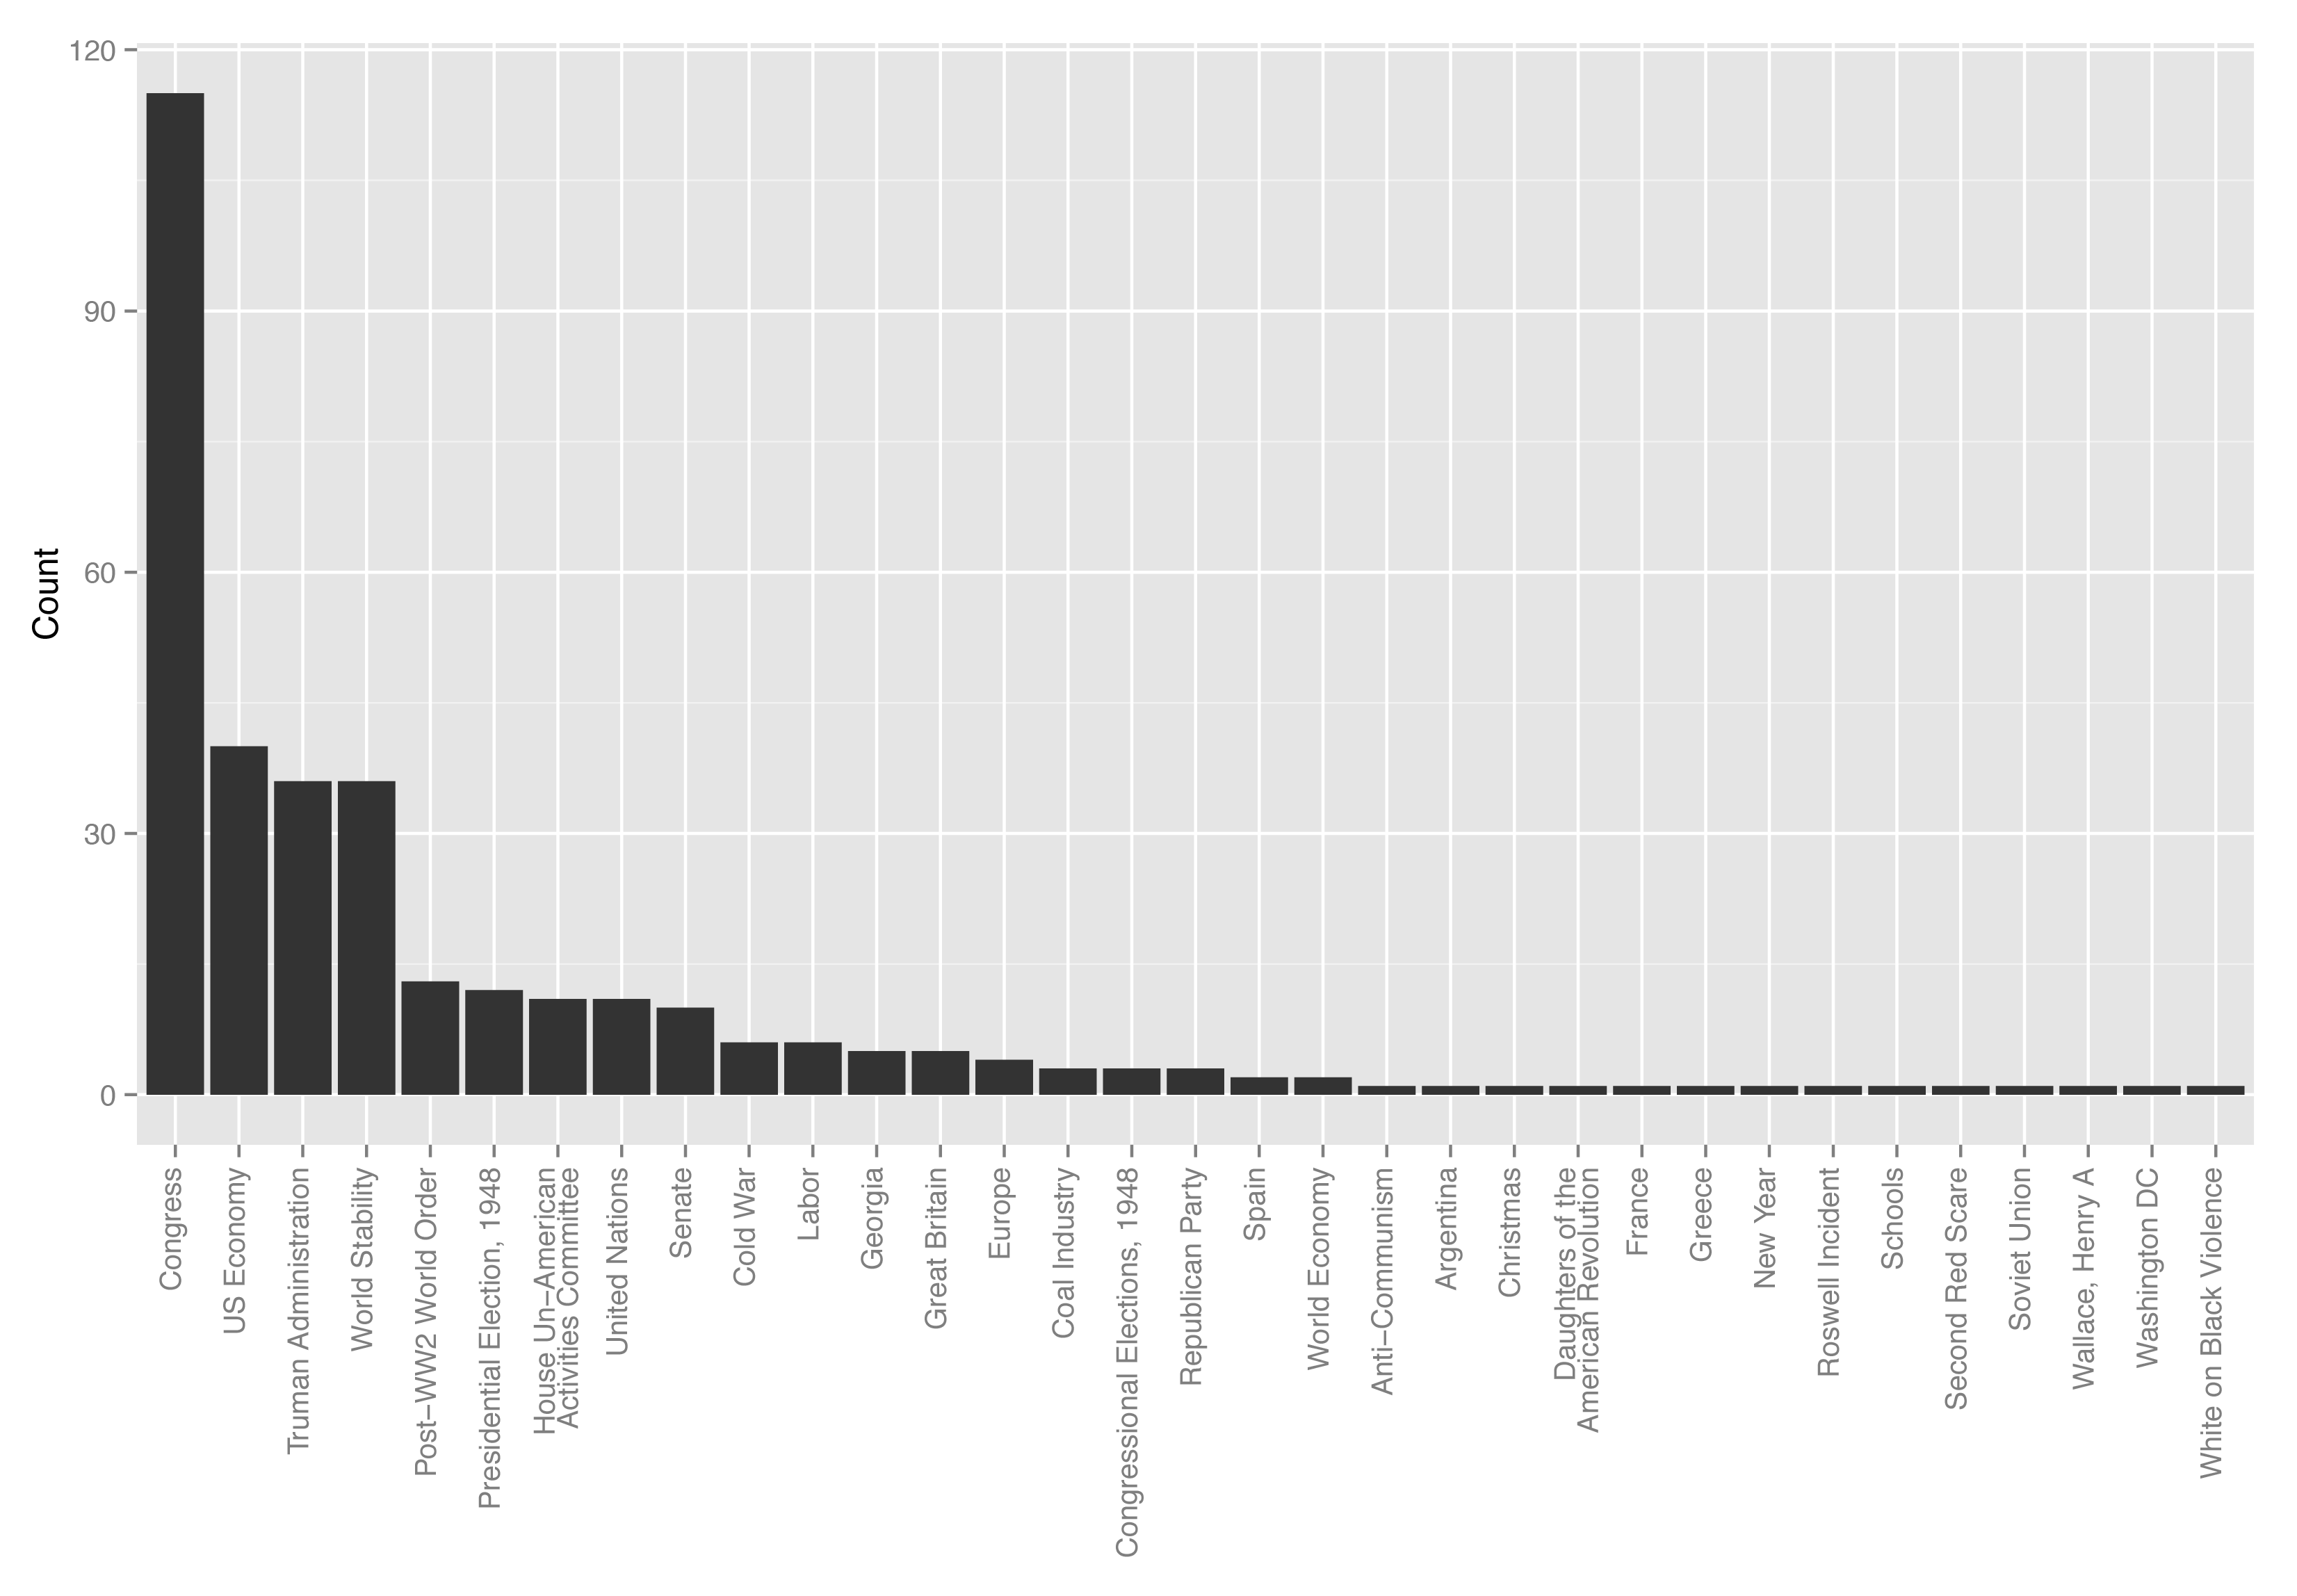 120
90
60
30
0
Count
Congress
US Economy
Truman Administration
World Stability
Post−WW2 World Order
Presidential Election, 1948
House Un−American
Activities Committee
United Nations
Senate
Cold War
Labor
Georgia
Great Britain
Europe
Coal Industry
Congressional Elections, 1948
Republican Party
Spain
World Economy
Anti−Communism
Argentina
Christmas
Daughters of the
American Revolution
France
Greece
New Year
Roswell Incident
Schools
Second Red Scare
Soviet Union
Wallace, Henry A
Washington DC
White on Black Violence